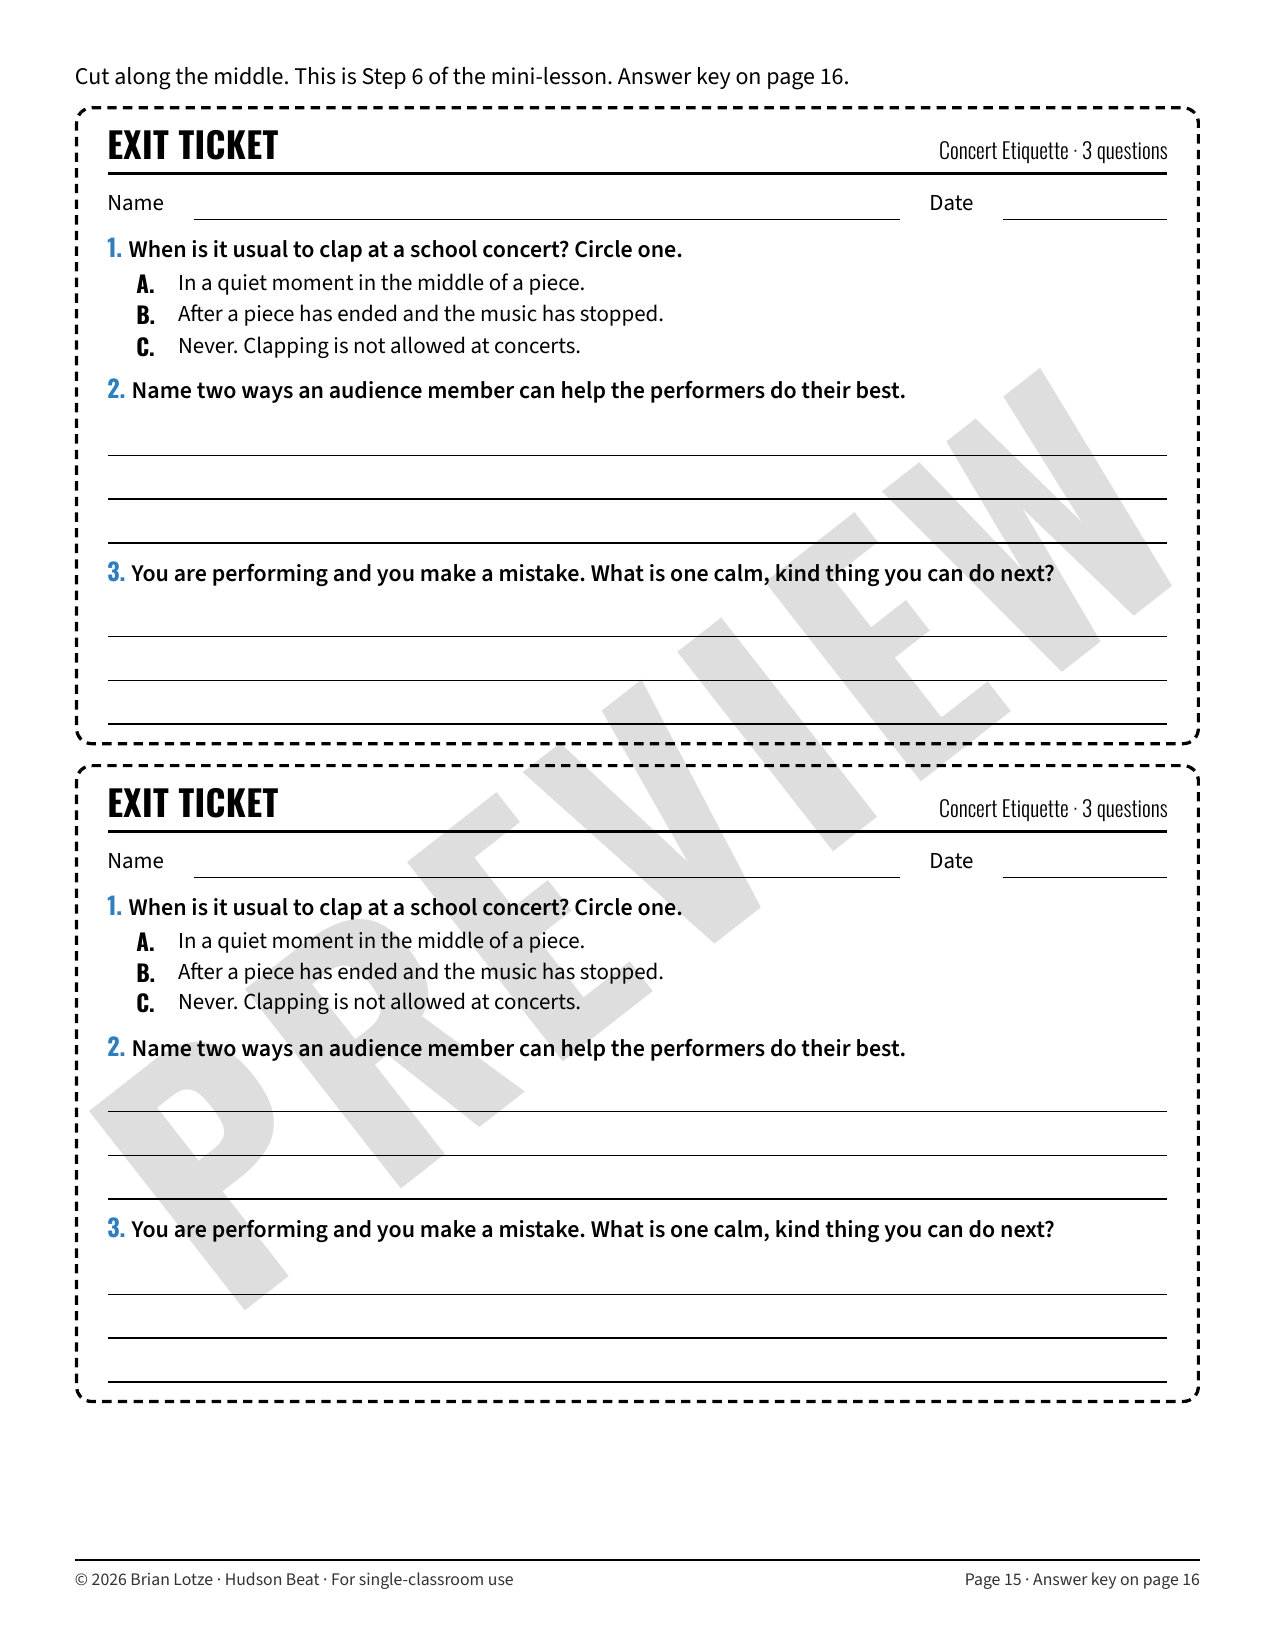 Cut along the middle. This is Step 6 of the mini-lesson. Answer key on page 16.
EXIT TICKET
Concert Etiquette · 3 questions
Name
Date
1. When is it usual to clap at a school concert? Circle one.
A. In a quiet moment in the middle of a piece.
B. After a piece has ended and the music has stopped.
C. Never. Clapping is not allowed at concerts.
2. Name two ways an audience member can help the performers do their best.
3. You are performing and you make a mistake. What is one calm, kind thing you can do next?
EXIT TICKET
Concert Etiquette · 3 questions
Name
Date
1. When is it usual to clap at a school concert? Circle one.
A. In a quiet moment in the middle of a piece.
B. After a piece has ended and the music has stopped.
C. Never. Clapping is not allowed at concerts.
2. Name two ways an audience member can help the performers do their best.
3. You are performing and you make a mistake. What is one calm, kind thing you can do next?
PREVIEW
© 2026 Brian Lotze · Hudson Beat · For single-classroom use
Page 15 · Answer key on page 16